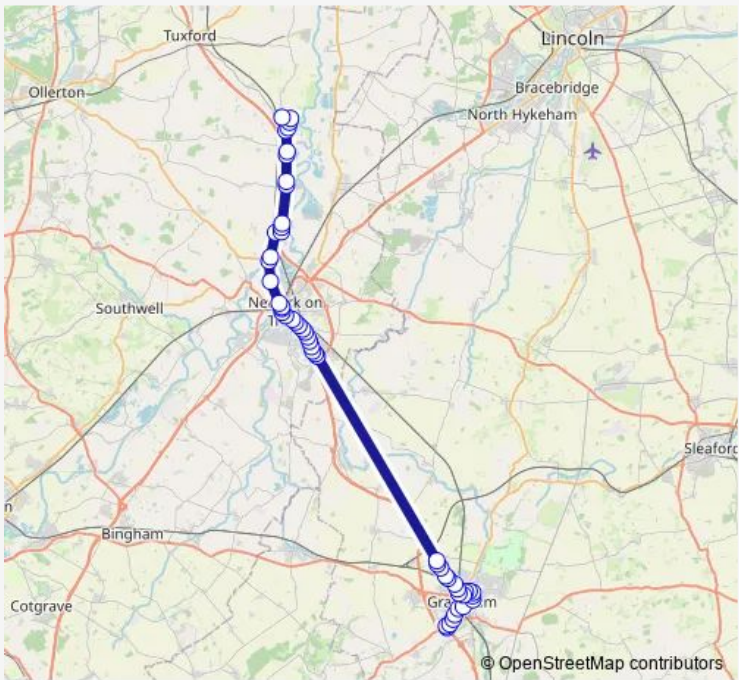 Tuxford
Lincoln
Ollerton
Bracebridge
North Hykeham
Southwell
Sleaford
Bingham
Cotgrave
© OpenStreetMap contributors